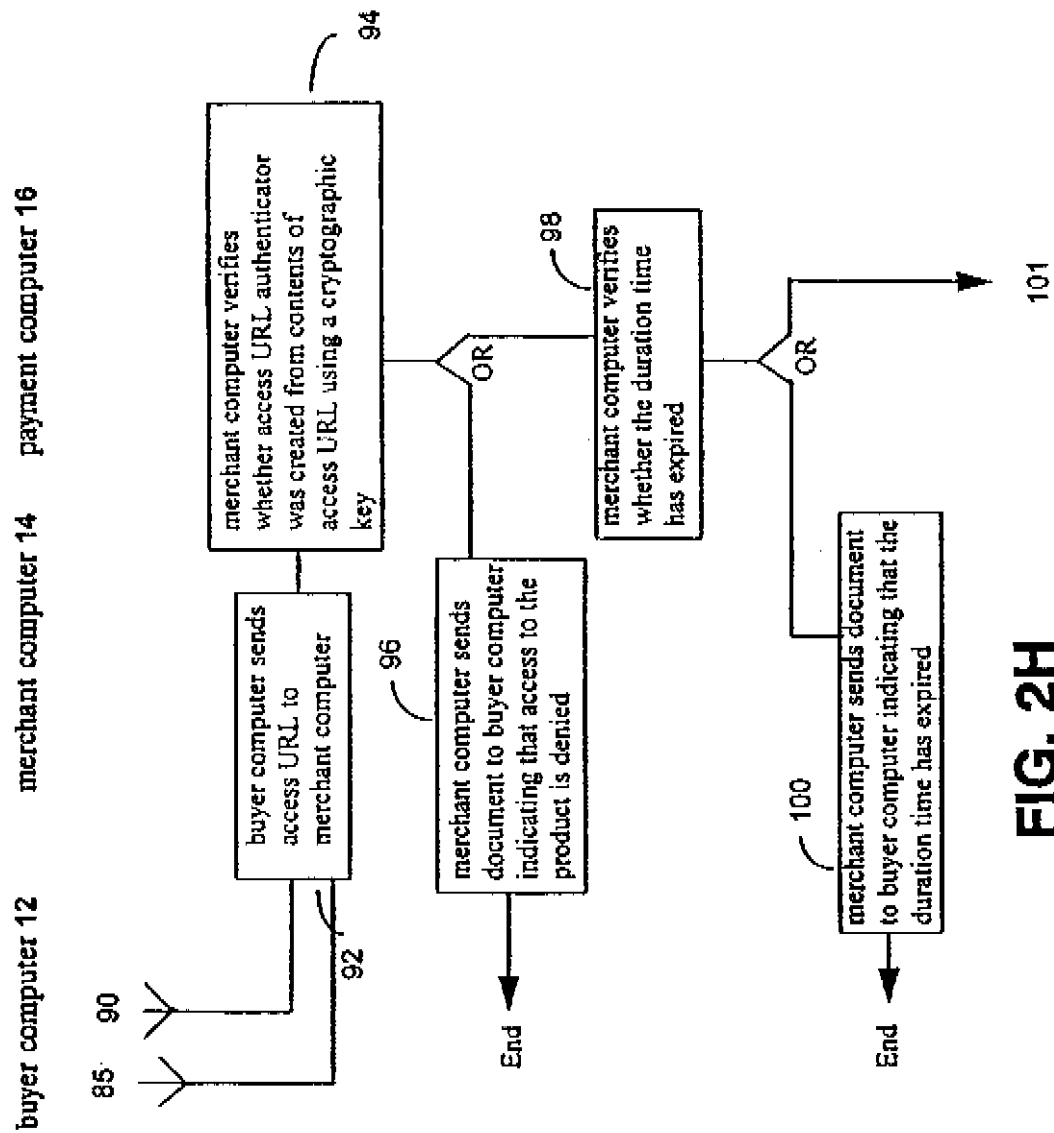 buyer computer 12
merchant computer 14
payment computer 16
85
90
92
buyer computer sends
access URL to
merchant computer
94
merchant computer verifies
whether access URL authenticator
was created from contents of
access URL using a cryptographic
key
OR
96
merchant computer sends
document to buyer computer
indicating that access to the
product is denied
End
98
merchant computer verifies
whether the duration time
has expired
OR
100
merchant computer sends document
to buyer computer indicating that the
duration time has expired
End
101
FIG. 2H